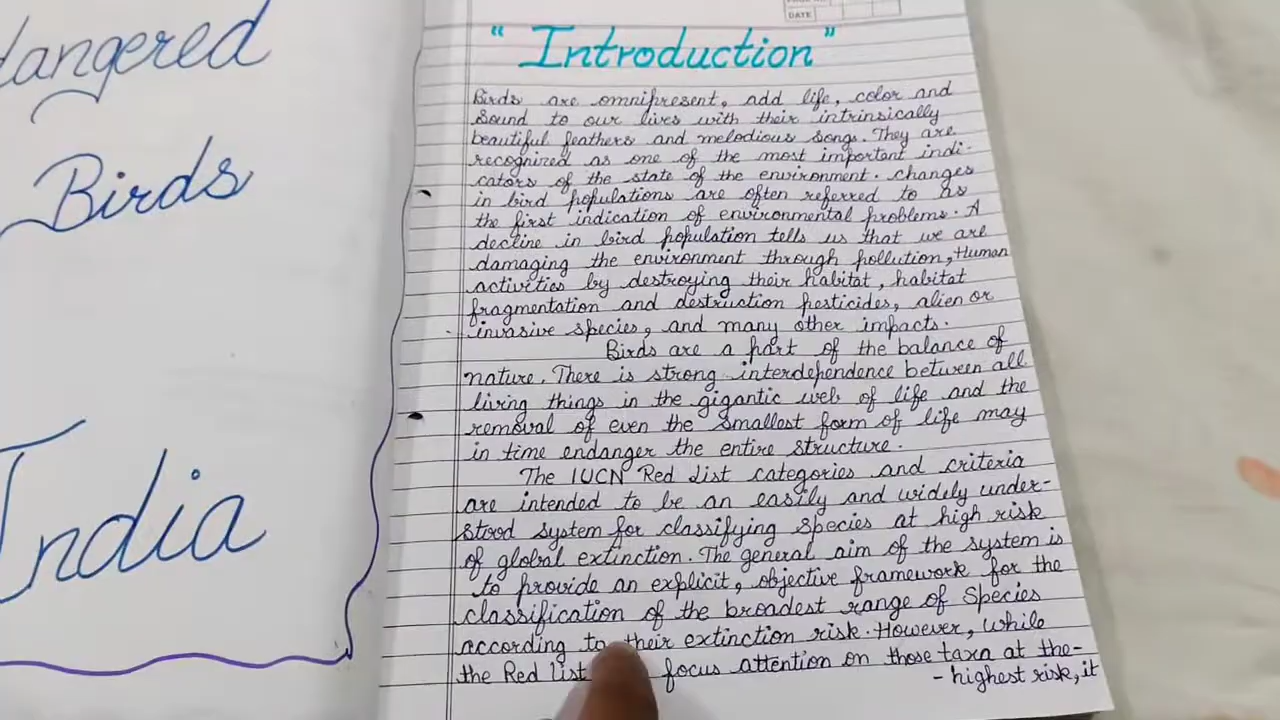 dangered
Birds
India
DATE
"Introduction"
Birds are omnipresent, add life, color and
sound to our lives with their intrinsically
beautiful feathers and melodious songs. They are
recognized as one of the most important indi-
cators of the state of the environment. changes
in bird populations are often referred to as
the first indication of environmental problems. A
decline in bird population tells us that we are
damaging the environment through pollution, Human
activities by destroying their habitat, habitat
fragmentation and destruction pesticides, alien or
invasive species, and many other impacts.
Birds are a part of the balance of
nature. There is strong interdependence between all
living things in the gigantic web of life and the
removal of even the smallest form of life may
in time endanger the entire structure.
The IUCN Red List categories and criteria
are intended to be an easily and widely under-
stood system for classifying species at high risk
of global extinction. The general aim of the system is
to provide an explicit, objective framework for the
classification of the broadest range of Species
according to their extinction risk. However, while
the Red list focus attention on those taxa at the-
- highest risk, it